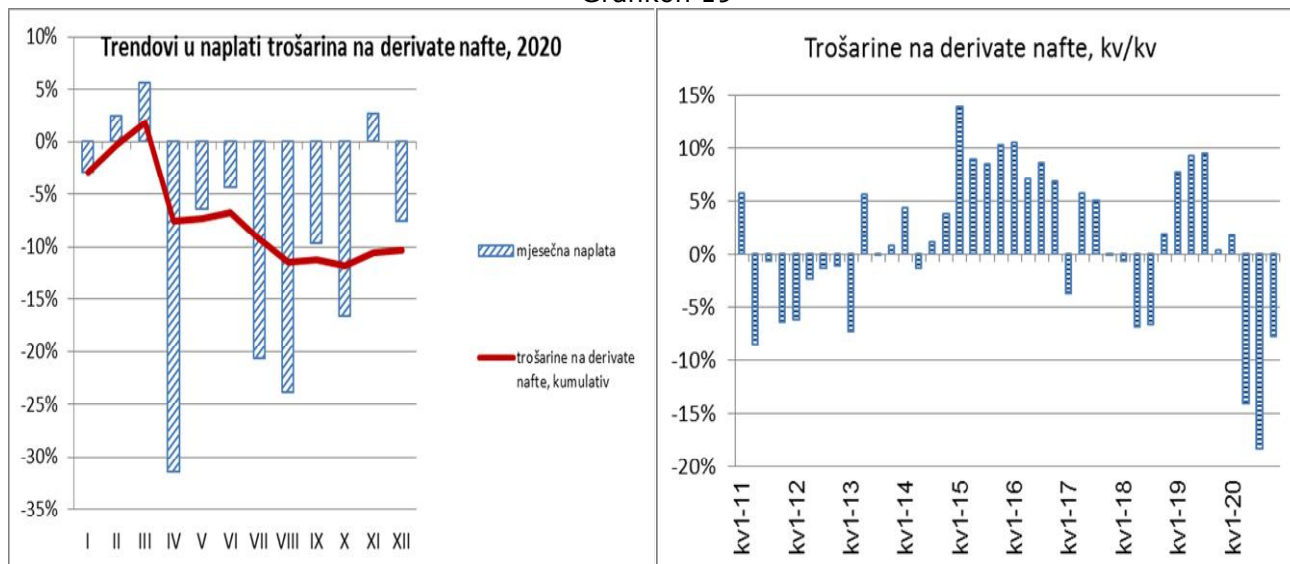 Trendovi u naplati trošarina na derivate nafte, 2020
10%
5%
0%
-5%
-10%
-15%
-20%
-25%
-30%
-35%
I II III IV V VI VII VIII IX X XI XII
mjesečna naplata
trošarine na derivate
nafte, kumulativ
Trošarine na derivate nafte, kv/kv
15%
10%
5%
0%
-5%
-10%
-15%
-20%
kv1-11
kv1-12
kv1-13
kv1-14
kv1-15
kv1-16
kv1-17
kv1-18
kv1-19
kv1-20